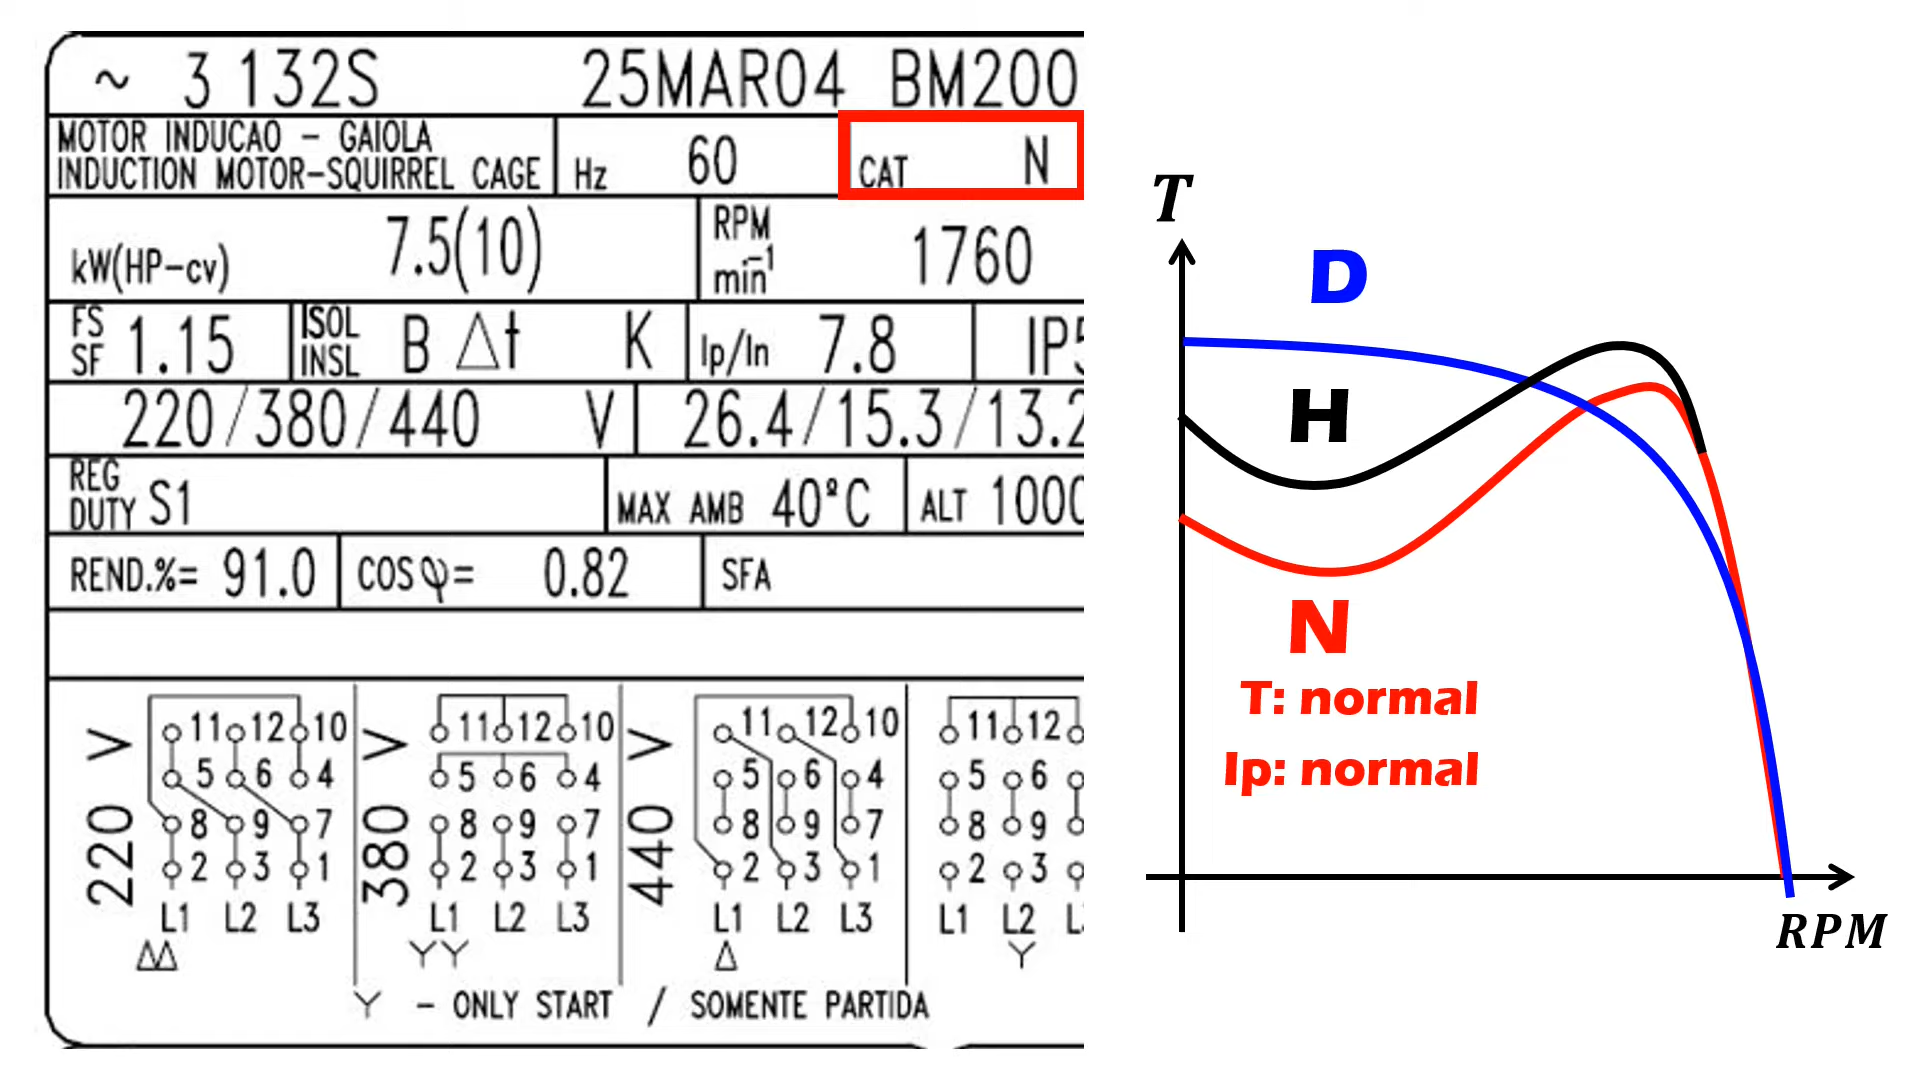 ~ 3 132S 25MAR04 BM200
MOTOR INDUCAO - GAIOLA
INDUCTION MOTOR-SQUIRREL CAGE
Hz 60
CAT N
kW(HP-cv) 7.5(10)
RPM
min-1 1760
FS
SF 1.15
ISOL
INSL B Δt K
Ip/In 7.8
220/380/440 V
26.4/15.3/13.2
REG
DUTY S1
MAX AMB 40°C
ALT 1000
REND.%= 91.0
COSφ= 0.82
SFA
220 V
11 12 10
5 6 4
8 9 7
2 3 1
L1 L2 L3
ΔΔ
380 V
11 12 10
5 6 4
8 9 7
2 3 1
L1 L2 L3
YY
440 V
11 12 10
5 6 4
8 9 7
2 3 1
L1 L2 L3
Δ
11 12
5 6
8 9
2 3
L1 L2
Y
Y - ONLY START / SOMENTE PARTIDA
T
D
H
N
T: normal
Ip: normal
RPM